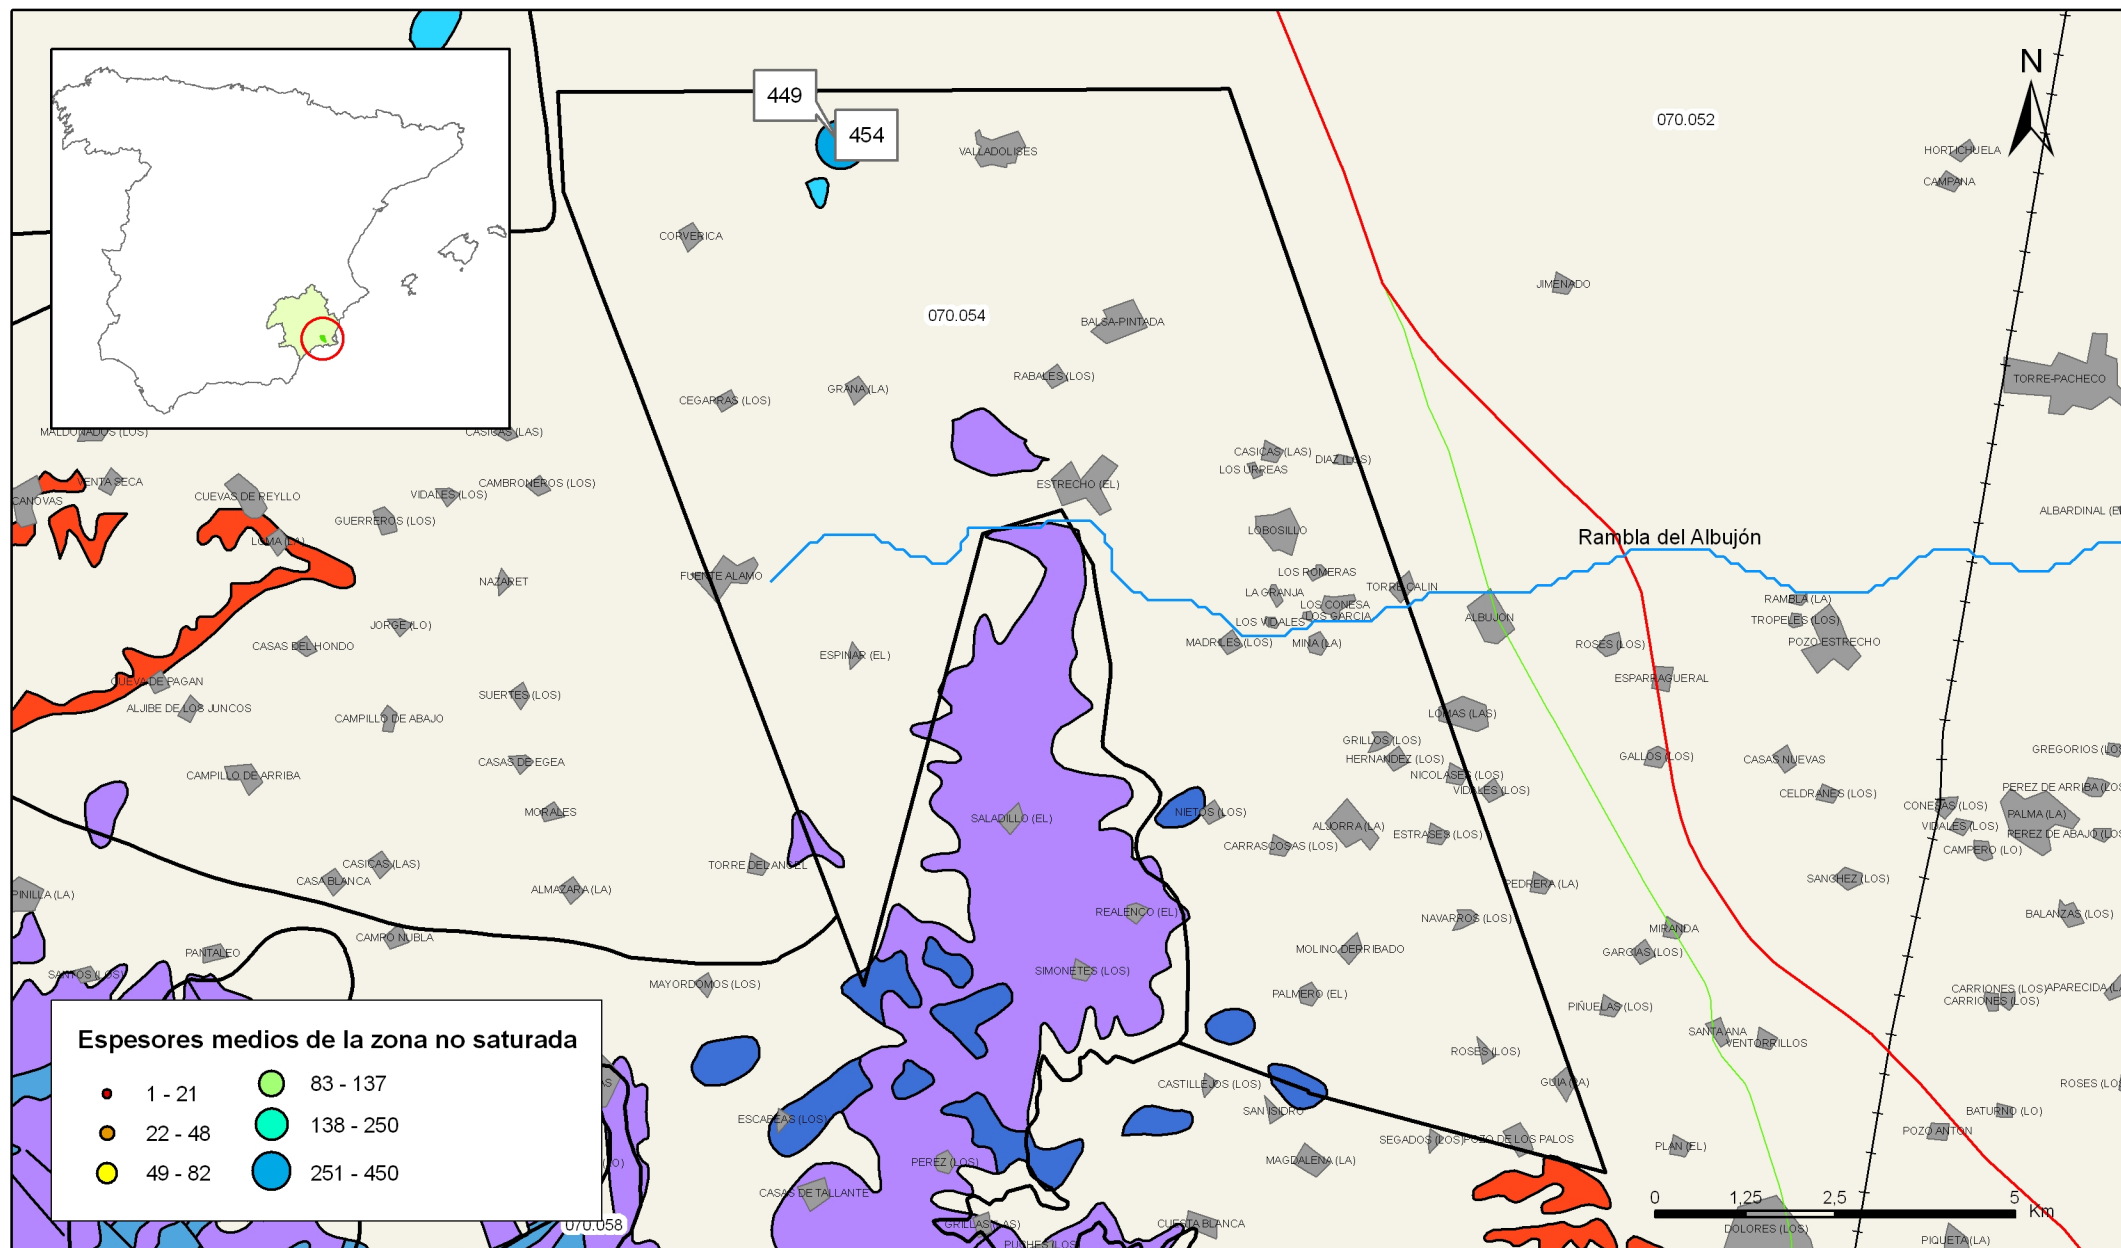 N
449
454
070.052
VALLADOLISES
HORTICHUELA
CAMPANA
CORVERICA
JIMENADO
070.054
BALSA-PINTADA
RABALES (LOS)
TORRE-PACHECO
GRANA (LA)
CEGARRAS (LOS)
MALDONADOS (LOS)
CASICAS (LAS)
CASICAS (LAS)
DIAZ (LOS)
LOS URREAS
VENTA SECA
CANOVAS
CUEVAS DE REYLLO
VIDALES (LOS)
CAMBRONEROS (LOS)
ESTRECHO (EL)
GUERREROS (LOS)
LOBOSILLO
Rambla del Albujón
LOMA (LA)
NAZARET
FUENTE ALAMO
LOS ROMERAS
TORRE CALIN
LA GRANJA
LOS CONESA
LOS GARCIA
LOS VIDALES
ALBUJON
RAMBLA (LA)
TROPELES (LOS)
POZO ESTRECHO
JORGE (LO)
CASAS DEL HONDO
ESPINAR (EL)
MADRILES (LOS)
MINA (LA)
ROSES (LOS)
CUEVA DE PAGAN
ESPARRAGUERAL
SUERTES (LOS)
ALJIBE DE LOS JUNCOS
CAMPILLO DE ABAJO
LOMAS (LAS)
GRILLOS (LOS)
HERNANDEZ (LOS)
NICOLASES (LOS)
VIDALES (LOS)
GALLOS (LOS)
CASAS NUEVAS
CASAS DE EGEA
CAMPILLO DE ARRIBA
CELDRANES (LOS)
CONESAS (LOS)
PALMA (LA)
VIDALES (LOS)
CAMPERO (LO)
MORALES
SALADILLO (EL)
NIETOS (LOS)
ALJORRA (LA)
ESTRASES (LOS)
CARRASCOSAS (LOS)
CASICAS (LAS)
CASA BLANCA
TORRE DEL ANGEL
ALMAZARA (LA)
PINILLA (LA)
PEDRERA (LA)
SANCHEZ (LOS)
REALENCO (EL)
NAVARROS (LOS)
BALANZAS (LOS)
MIRANDA
CAMPO NUBLA
PANTALEO
MOLINO DERRIBADO
GARCIAS (LOS)
SANTOS (LOS)
MAYORDOMOS (LOS)
SIMONETES (LOS)
PALMERO (EL)
PIÑUELAS (LOS)
CARRIONES (LOS)
CARRIONES (LOS)
SANTA ANA
VENTORRILLOS
ROSES (LOS)
CASTILLEJOS (LOS)
GUIA (LA)
SAN ISIDRO
BATURNO (LO)
ESCABEAS (LOS)
SEGADOS (LOS)
POZO DE LOS PALOS
PLAN (EL)
POZO ANTON
PEREZ (LOS)
MAGDALENA (LA)
CASAS DE TALLANTE
GRILLAS (LAS)
CUESTA BLANCA
DOLORES (LOS)
PIQUETA (LA)
070.058
Espesores medios de la zona no saturada
1 - 21
22 - 48
49 - 82
83 - 137
138 - 250
251 - 450
0 1,25 2,5 5
Km